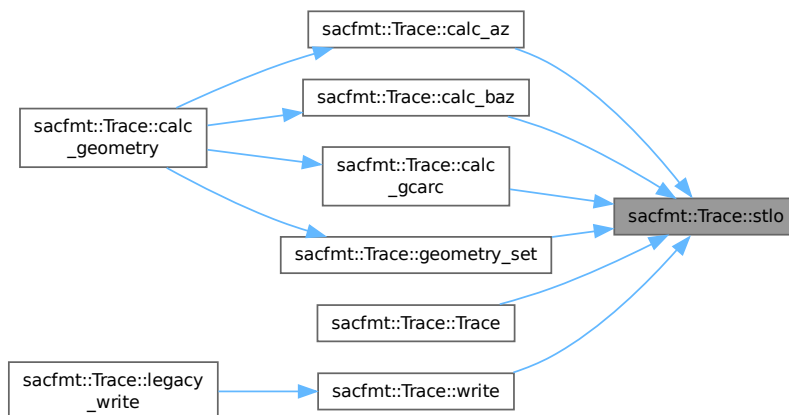 sacfmt::Trace::calc_az
sacfmt::Trace::calc_baz
sacfmt::Trace::calc
_geometry
sacfmt::Trace::calc
_gcarc
sacfmt::Trace::stlo
sacfmt::Trace::geometry_set
sacfmt::Trace::Trace
sacfmt::Trace::legacy
_write
sacfmt::Trace::write